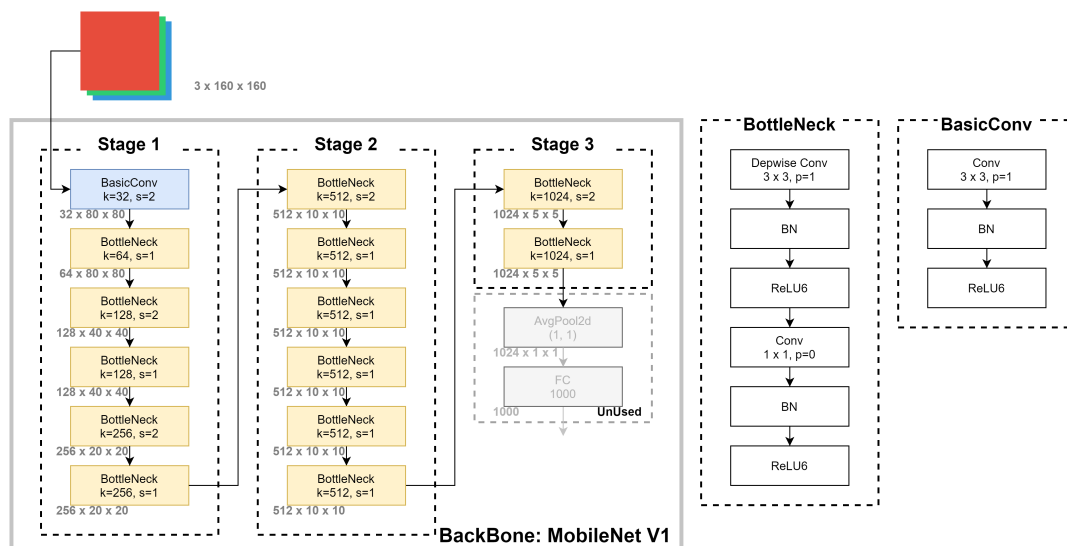 3 x 160 x 160
Stage 1
BasicConv
k=32, s=2
32 x 80 x 80
BottleNeck
k=64, s=1
64 x 80 x 80
BottleNeck
k=128, s=2
128 x 40 x 40
BottleNeck
k=128, s=1
128 x 40 x 40
BottleNeck
k=256, s=2
256 x 20 x 20
BottleNeck
k=256, s=1
256 x 20 x 20
Stage 2
BottleNeck
k=512, s=2
512 x 10 x 10
BottleNeck
k=512, s=1
512 x 10 x 10
BottleNeck
k=512, s=1
512 x 10 x 10
BottleNeck
k=512, s=1
512 x 10 x 10
BottleNeck
k=512, s=1
512 x 10 x 10
BottleNeck
k=512, s=1
512 x 10 x 10
Stage 3
BottleNeck
k=1024, s=2
1024 x 5 x 5
BottleNeck
k=1024, s=1
1024 x 5 x 5
AvgPool2d
(1, 1)
1024 x 1 x 1
FC
1000
1000
UnUsed
BackBone: MobileNet V1
BottleNeck
Depwise Conv
3 x 3, p=1
BN
ReLU6
Conv
1 x 1, p=0
BN
ReLU6
BasicConv
Conv
3 x 3, p=1
BN
ReLU6